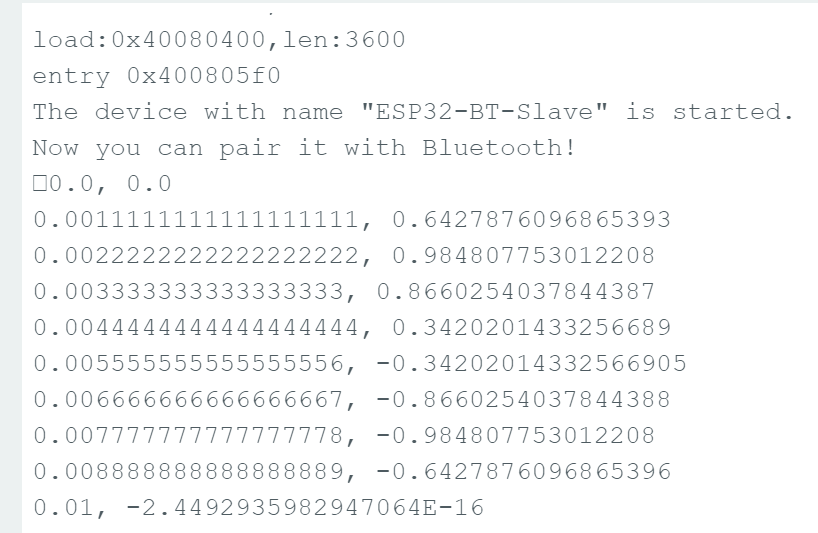 load:0x40080400,len:3600
entry 0x400805f0
The device with name "ESP32-BT-Slave" is started.
Now you can pair it with Bluetooth!
□0.0, 0.0
0.0011111111111111111, 0.6427876096865393
0.0022222222222222222, 0.984807753012208
0.003333333333333333, 0.8660254037844387
0.0044444444444444444, 0.3420201433256689
0.005555555555555556, -0.34202014332566905
0.006666666666666667, -0.8660254037844388
0.007777777777777778, -0.984807753012208
0.008888888888888889, -0.6427876096865396
0.01, -2.4492935982947064E-16